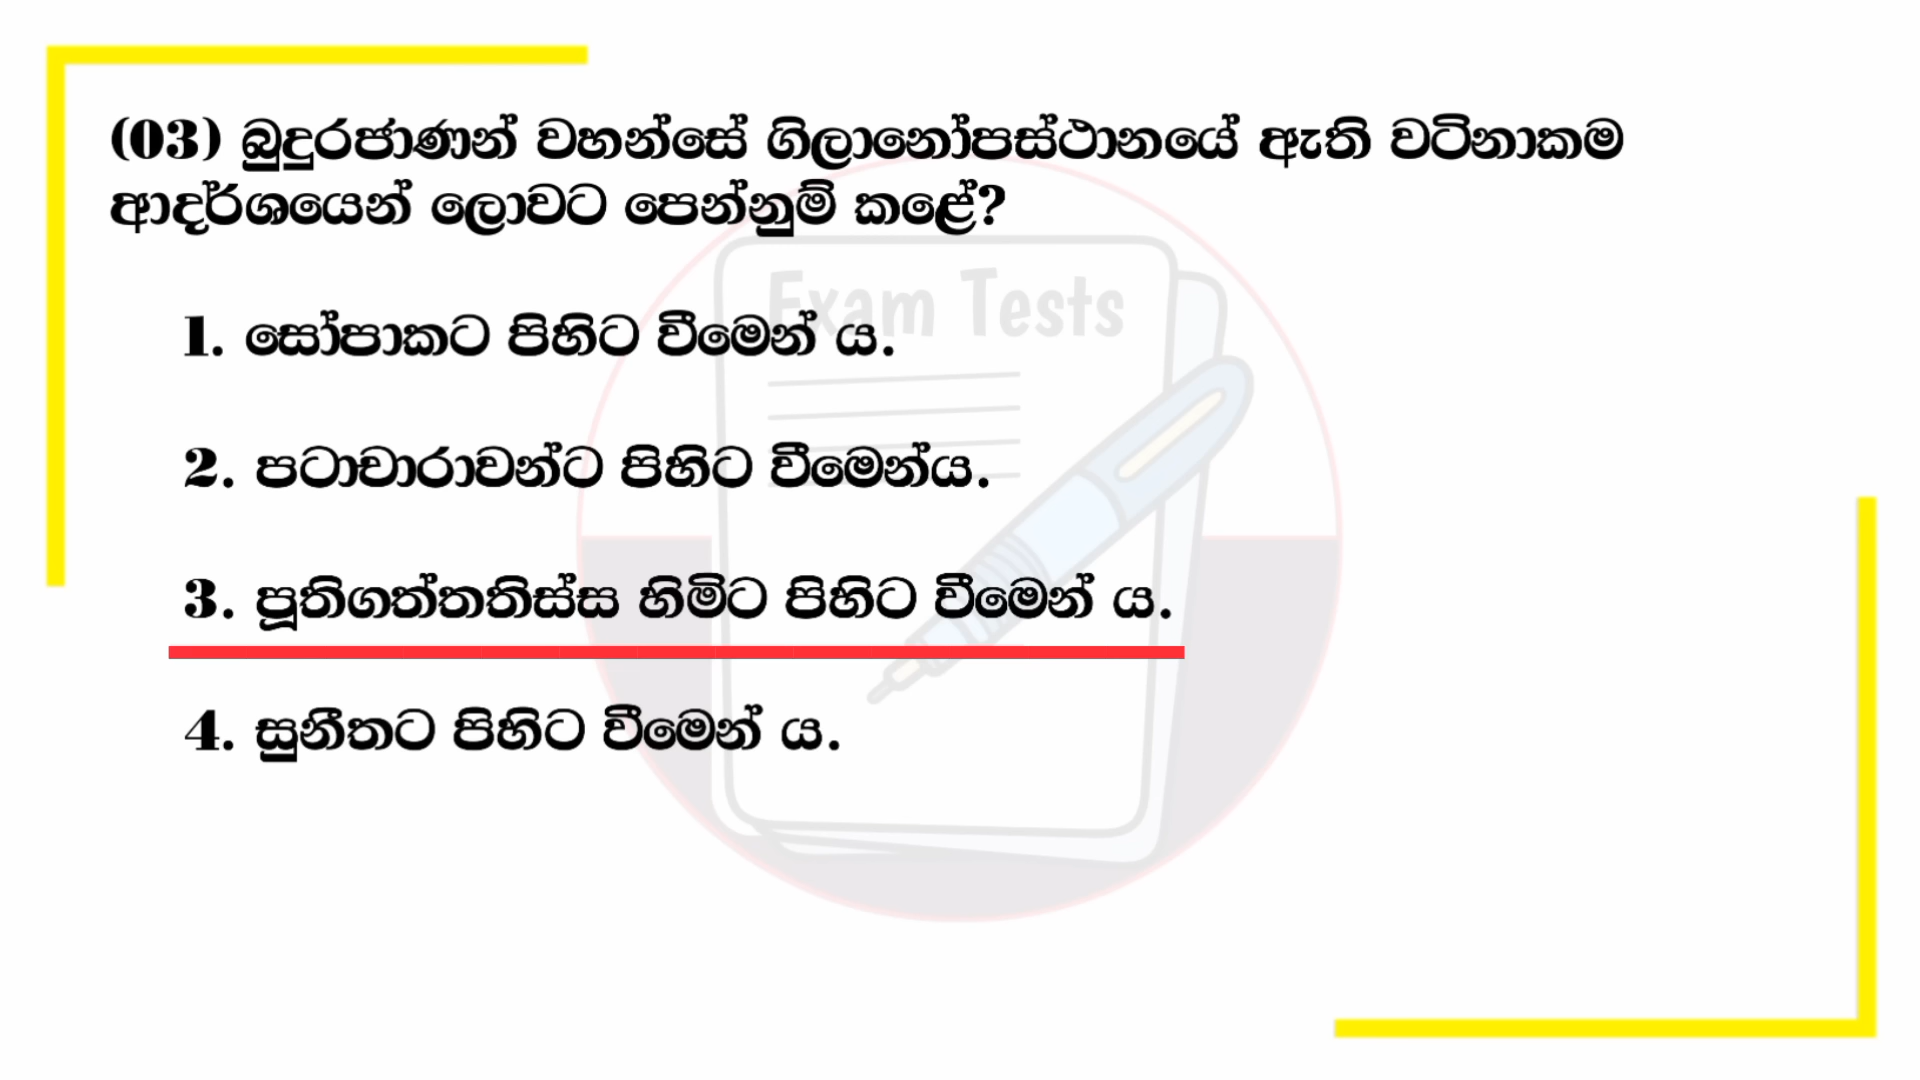 (03) බුදුරජාණන් වහන්සේ ගිලානෝපස්ථානයේ ඇති වටිනාකම
ආදර්ශයෙන් ලොවට පෙන්නුම් කළේ?
Exam Tests
1. සෝපාකට පිහිට වීමෙන් ය.
2. පටාචාරාවන්ට පිහිට වීමෙන්ය.
3. පූතිගත්තතිස්ස හිමිට පිහිට වීමෙන් ය.
4. සුනීතට පිහිට වීමෙන් ය.